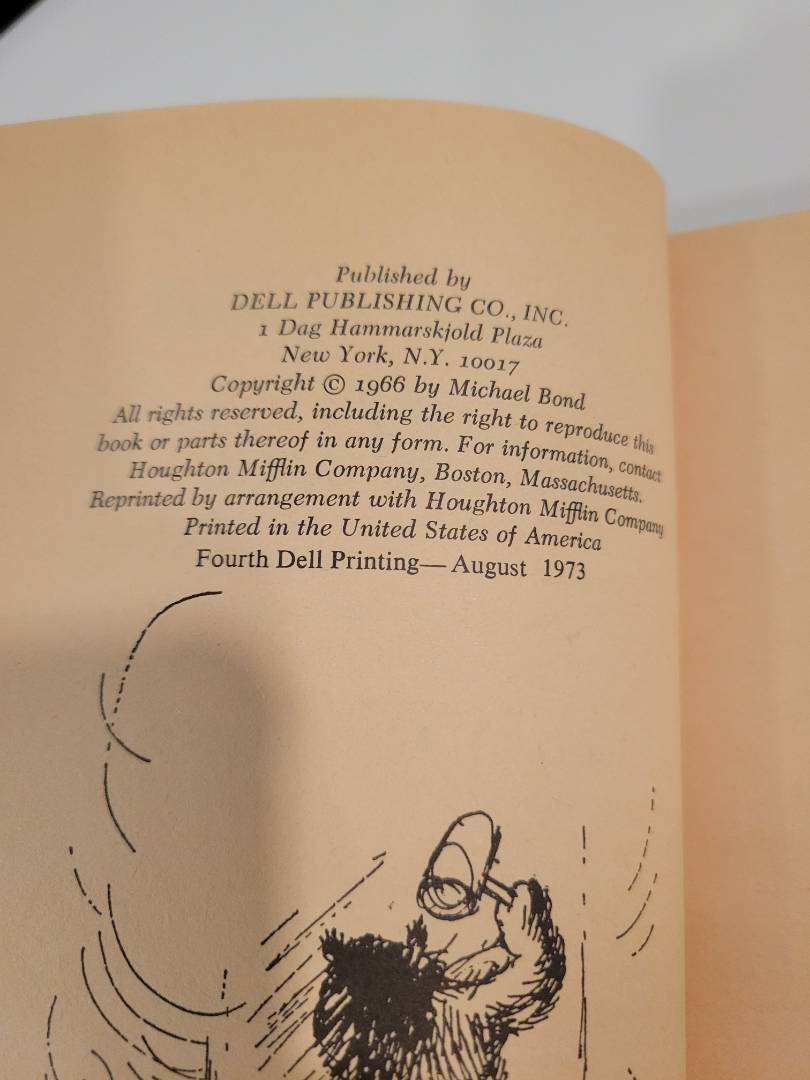 Published by
DELL PUBLISHING CO., INC.
1 Dag Hammarskjold Plaza
New York, N.Y. 10017
Copyright © 1966 by Michael Bond
All rights reserved, including the right to reproduce this
book or parts thereof in any form. For information, contact
Houghton Mifflin Company, Boston, Massachusetts.
Reprinted by arrangement with Houghton Mifflin Company
Printed in the United States of America
Fourth Dell Printing—August 1973